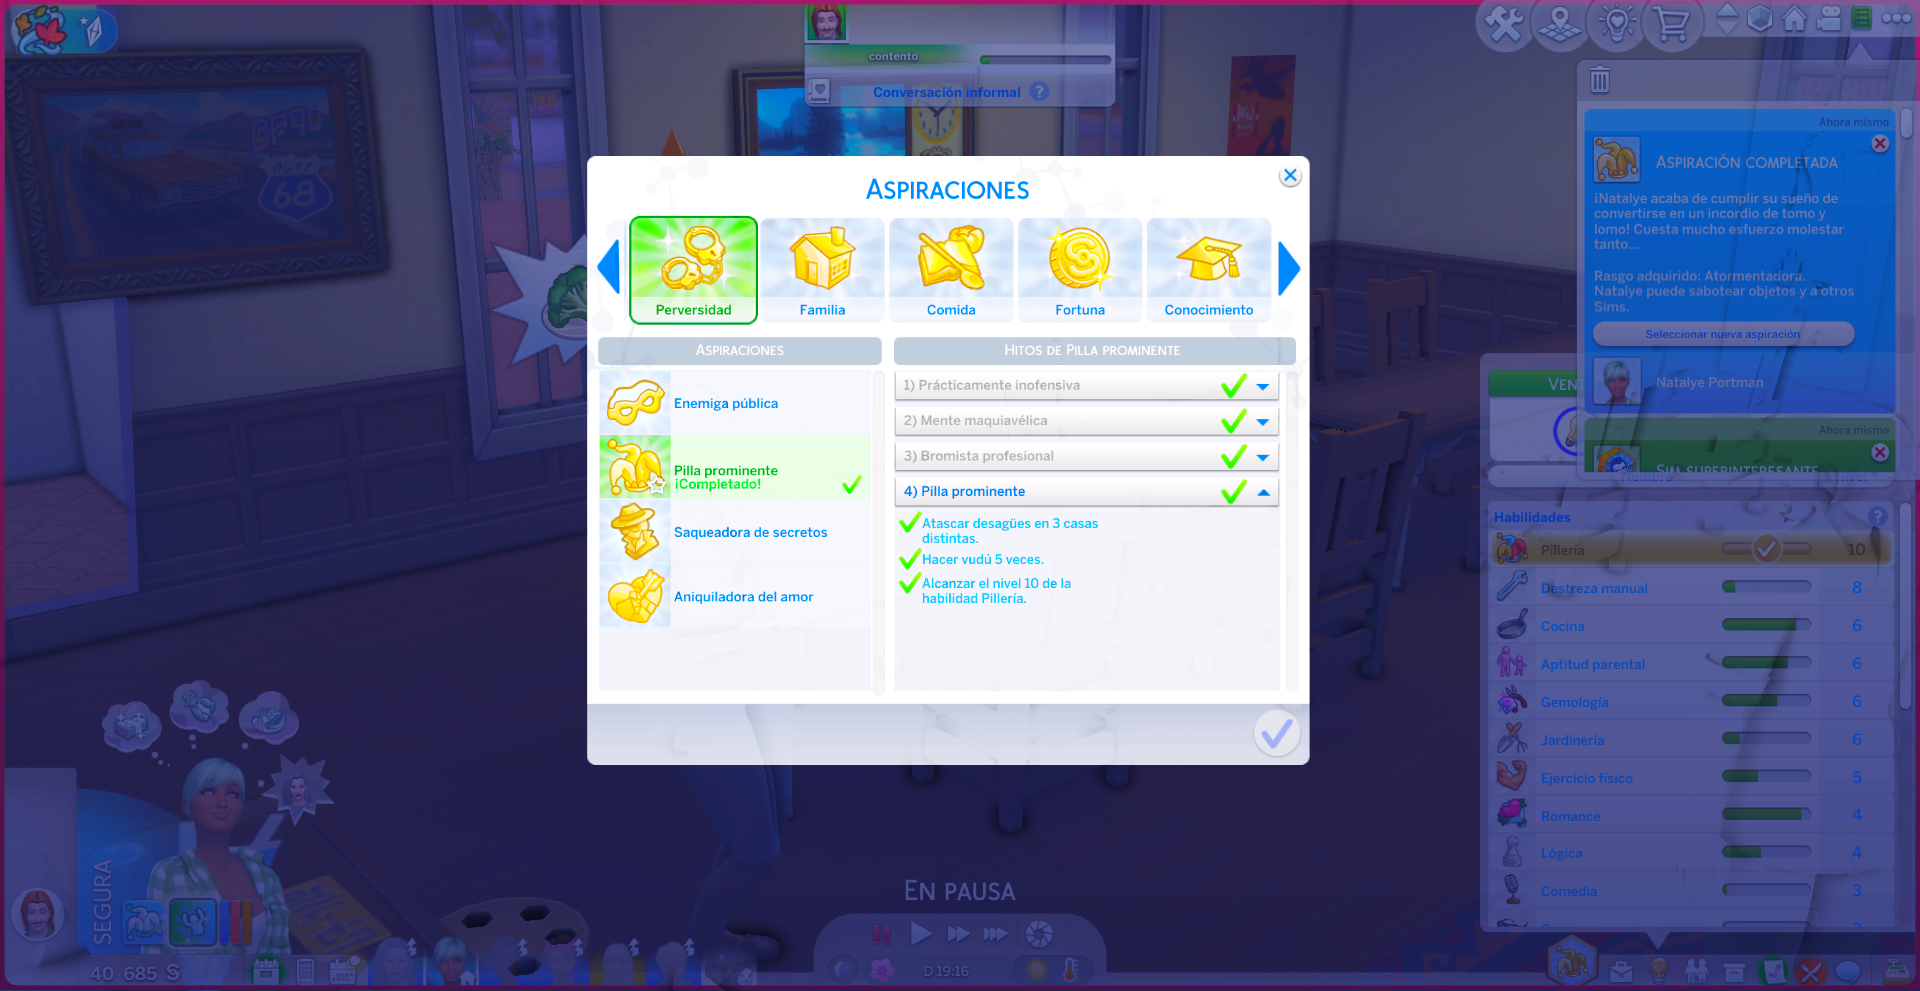 contento
Conversación informal
?
ASPIRACIONES
Perversidad
Familia
Comida
Fortuna
Conocimiento
ASPIRACIONES
Enemiga pública
Pilla prominente
¡Completado!
Saqueadora de secretos
Aniquiladora del amor
HITOS DE PILLA PROMINENTE
1) Prácticamente inofensiva
2) Mente maquiavélica
3) Bromista profesional
4) Pilla prominente
Atascar desagües en 3 casas
distintas.
Hacer vudú 5 veces.
Alcanzar el nivel 10 de la
habilidad Pillería.
Ahora mismo
ASPIRACIÓN COMPLETADA
¡Natalye acaba de cumplir su sueño de
convertirse en un incordio de tomo y
lomo! Cuesta mucho esfuerzo molestar
tanto...
Rasgo adquirido: Atormentadora.
Natalye puede sabotear objetos y a otros
Sims.
Seleccionar nueva aspiración
Natalye Portman
Ahora mismo
SIM SUPERINTERESANTE
Habilidades
?
Pillería 10
Destreza manual 8
Cocina 6
Aptitud parental 6
Gemología 6
Jardinería 6
Ejercicio físico 5
Romance 4
Lógica 4
Comedia 3
68
SEGURA
40 685
EN PAUSA
D 19:16